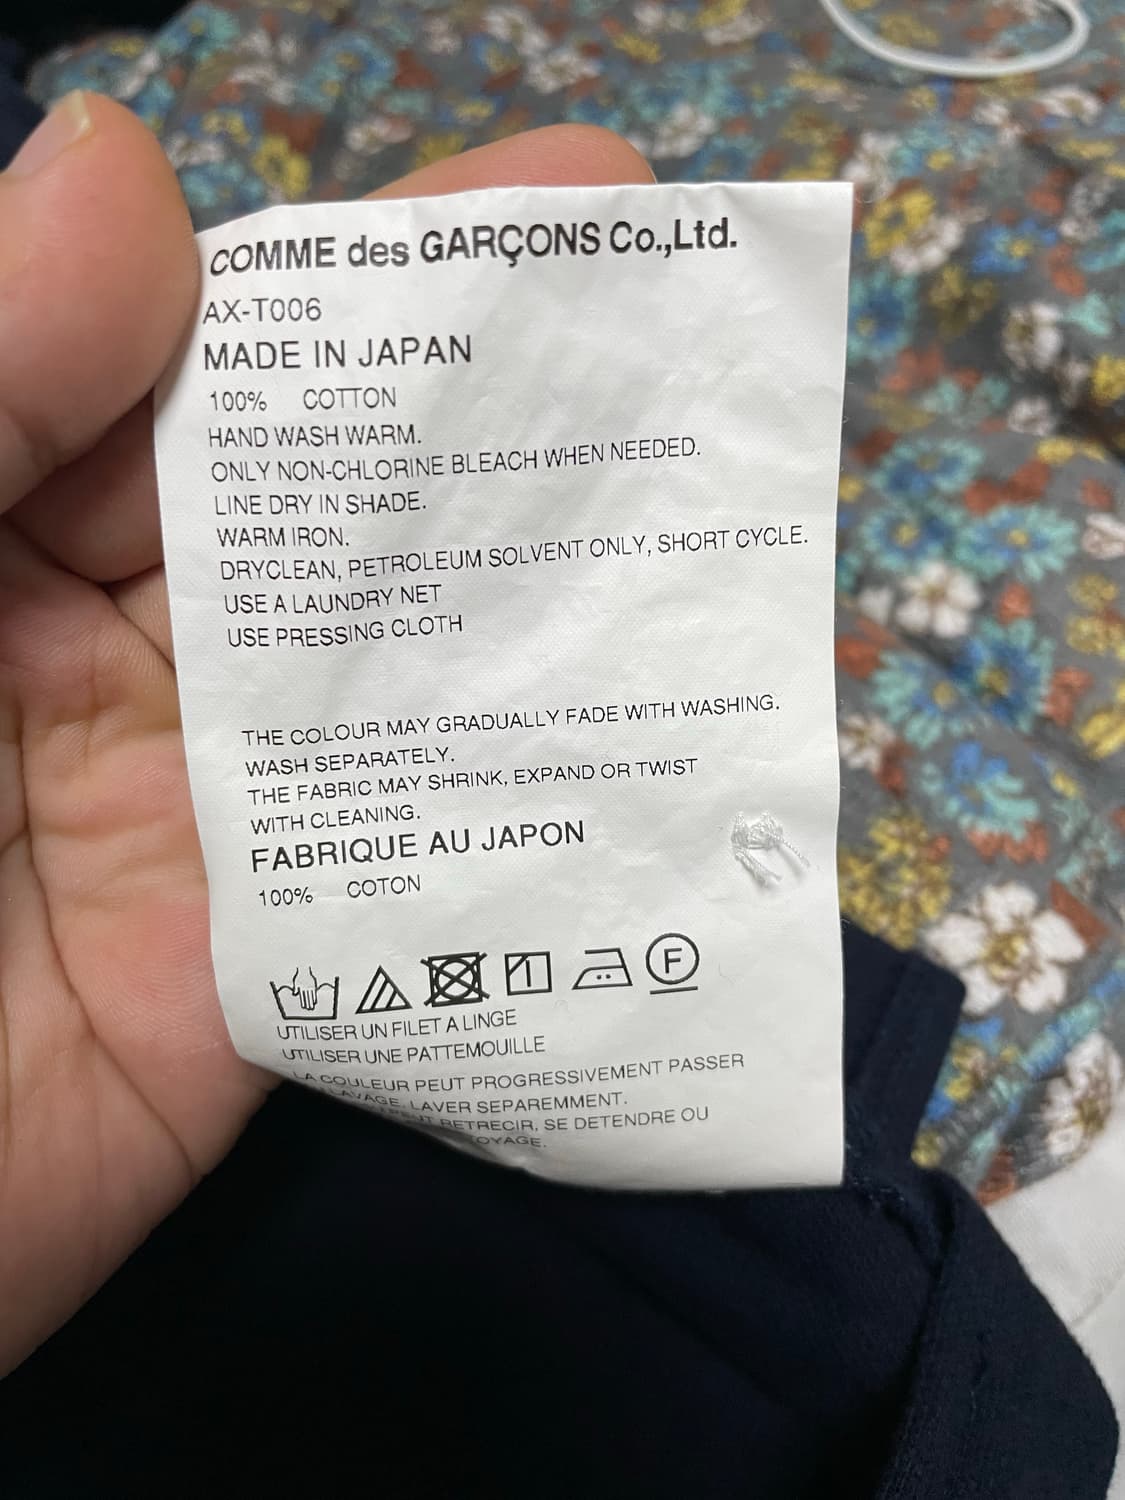 COMME des GARÇONS Co.,Ltd.
AX-T006
MADE IN JAPAN
100% COTTON
HAND WASH WARM.
ONLY NON-CHLORINE BLEACH WHEN NEEDED.
LINE DRY IN SHADE.
WARM IRON.
DRYCLEAN, PETROLEUM SOLVENT ONLY, SHORT CYCLE.
USE A LAUNDRY NET
USE PRESSING CLOTH
THE COLOUR MAY GRADUALLY FADE WITH WASHING.
WASH SEPARATELY.
THE FABRIC MAY SHRINK, EXPAND OR TWIST
WITH CLEANING.
FABRIQUE AU JAPON
100% COTON
F
UTILISER UN FILET A LINGE
UTILISER UNE PATTEMOUILLE
LA COULEUR PEUT PROGRESSIVEMENT PASSER
LAVAGE. LAVER SEPAREMMENT.
RETRECIR, SE DETENDRE OU